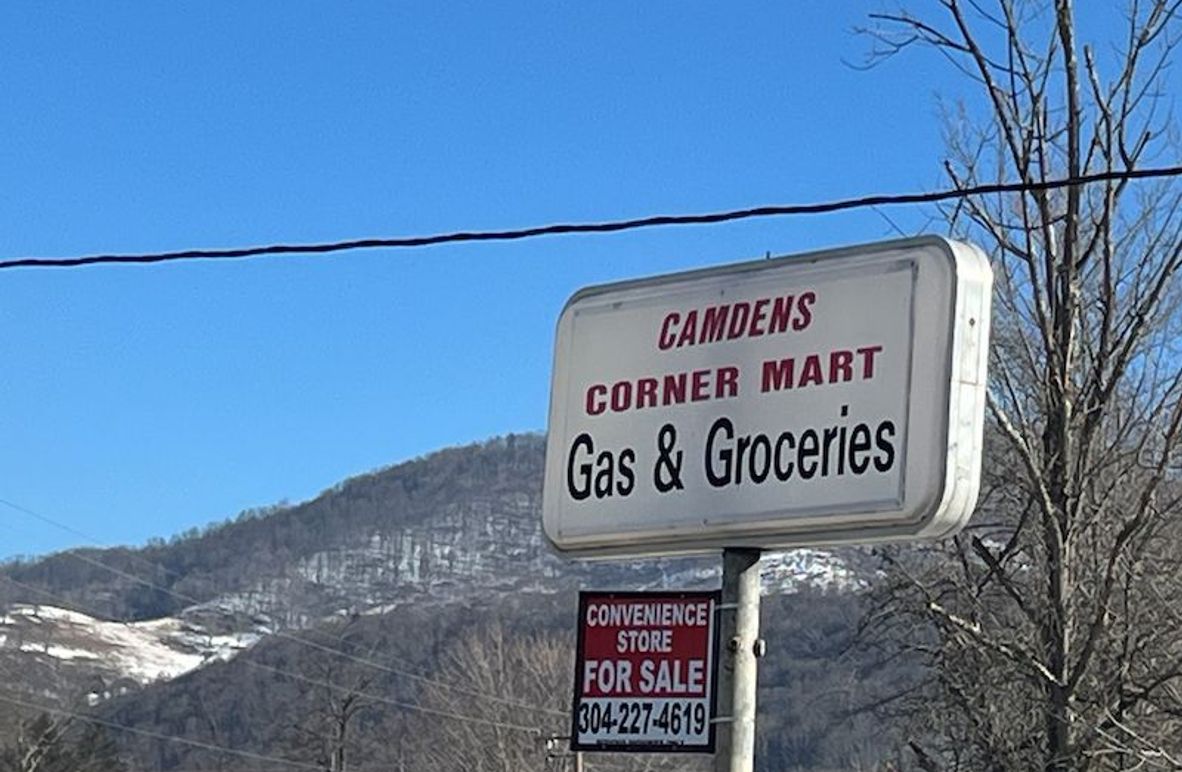 CAMDENS
CORNER MART
Gas & Groceries
CONVENIENCE
STORE
FOR SALE
304-227-4619